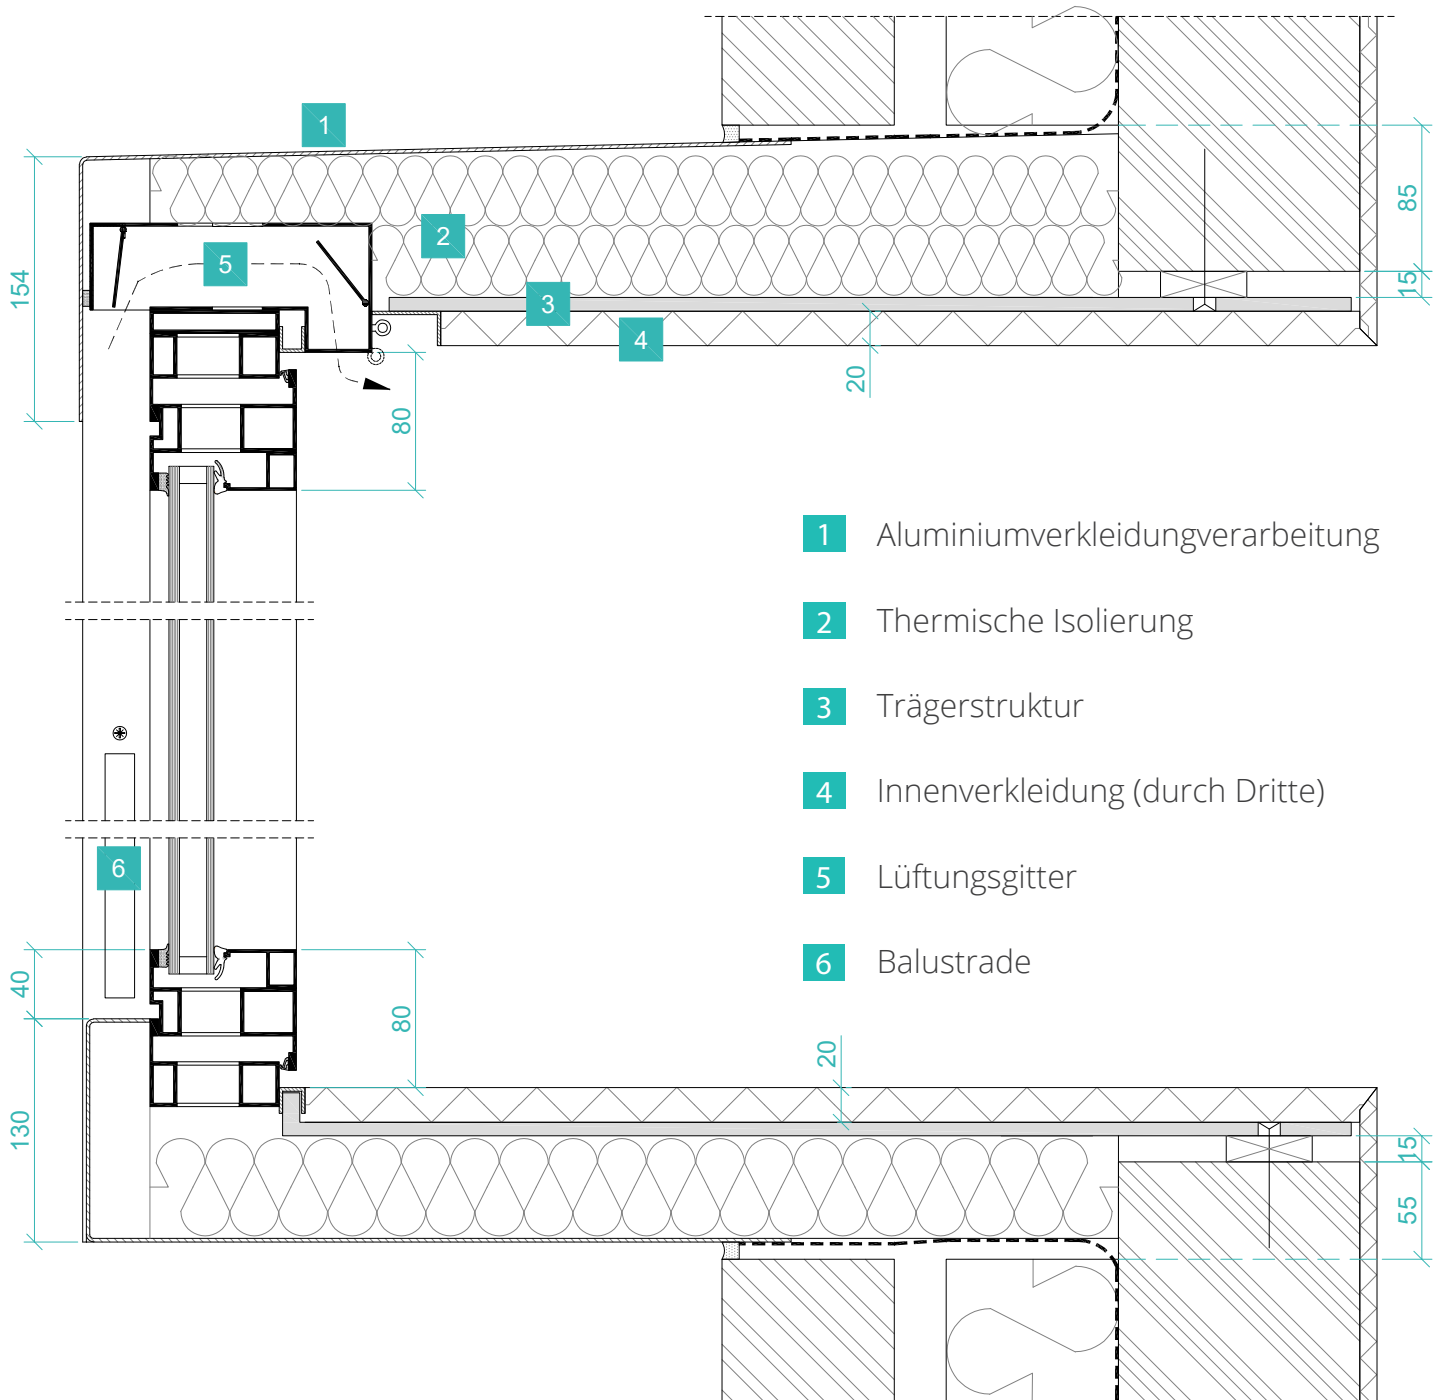 1
85
2
5
154
15
3
4
20
80
1 Aluminiumverkleidungverarbeitung
2 Thermische Isolierung
3 Trägerstruktur
4 Innenverkleidung (durch Dritte)
6
5 Lüftungsgitter
6 Balustrade
40
80
20
130
15
55